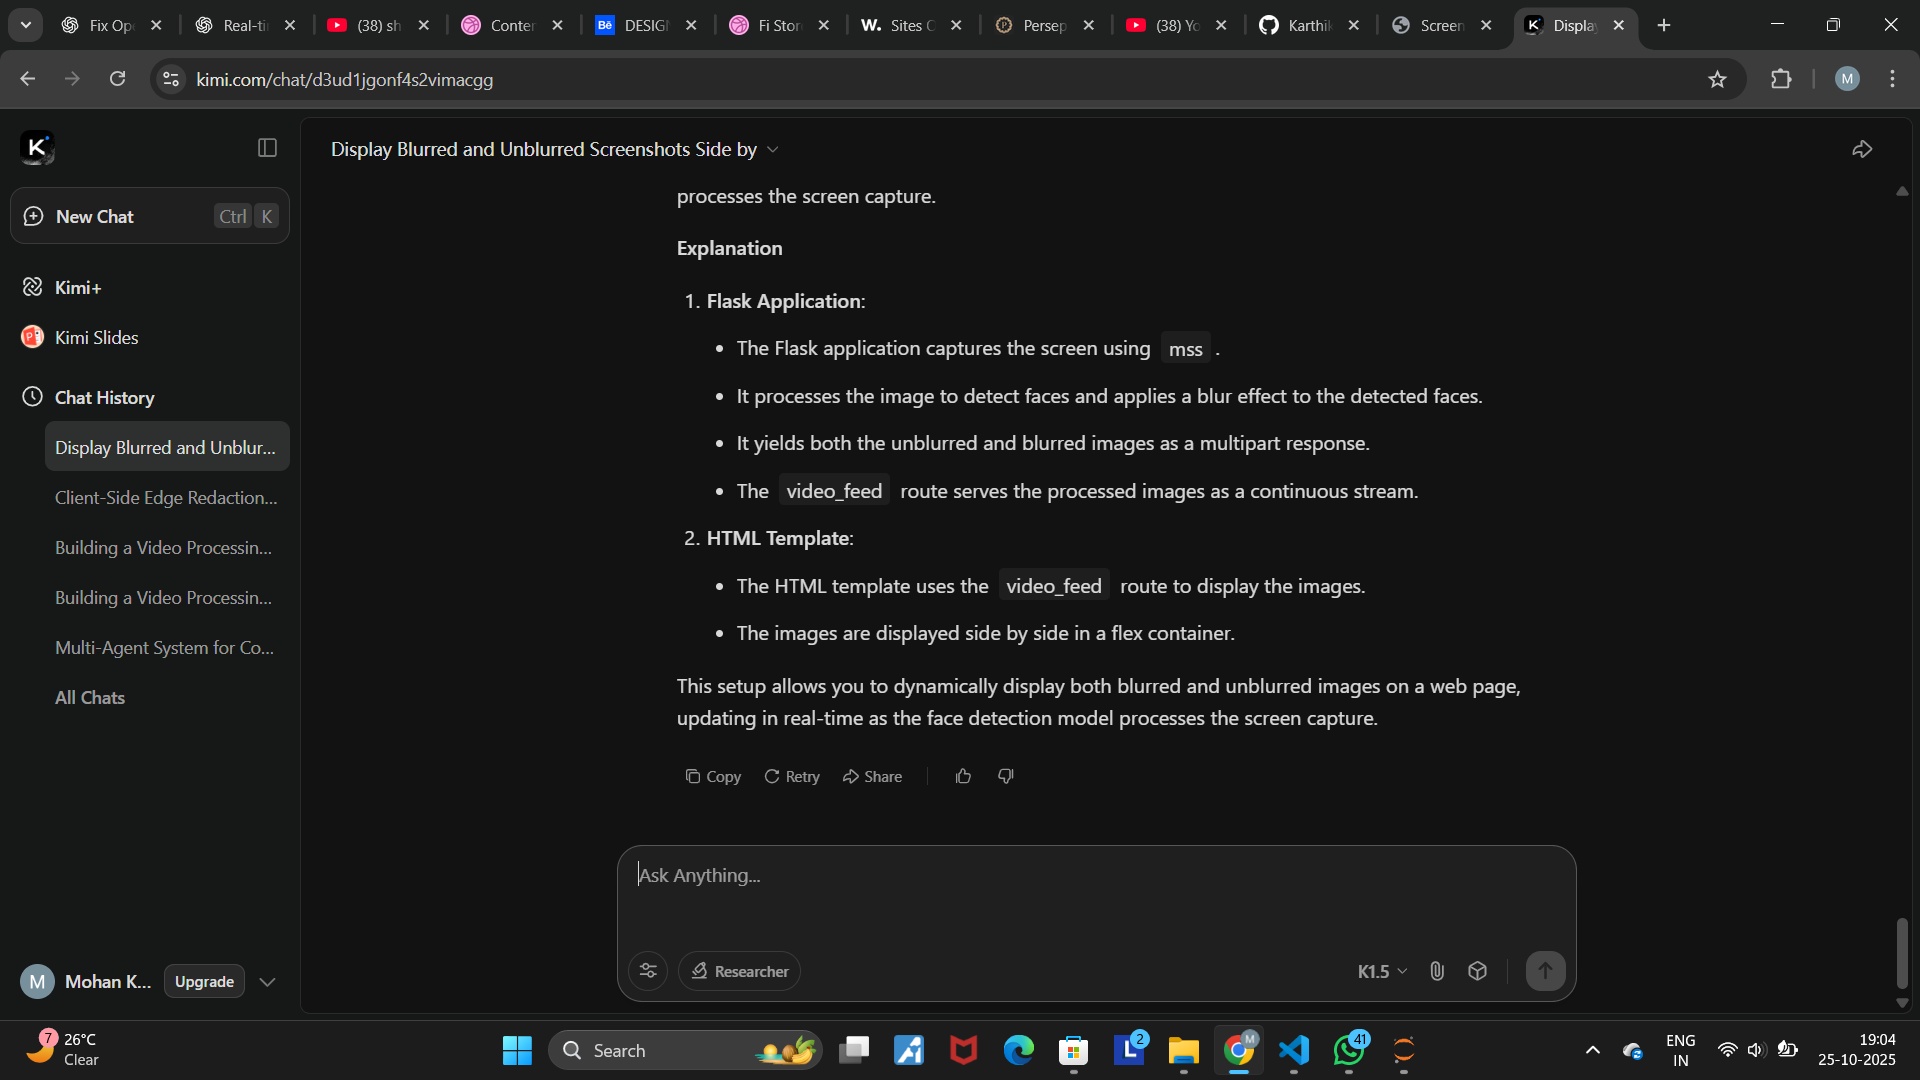 Fix Op
Real-ti
(38) sh
Conter
Bē DESIG
Fi Stor
W. Sites
Persep
(38) Yo
Karthik
Screen
Displa
kimi.com/chat/d3ud1jgonf4s2vimacgg
M
K
Display Blurred and Unblurred Screenshots Side by
New Chat Ctrl K
Kimi+
Kimi Slides
Chat History
Display Blurred and Unblur...
Client-Side Edge Redaction...
Building a Video Processin...
Building a Video Processin...
Multi-Agent System for Co...
All Chats
M Mohan K... Upgrade
processes the screen capture.
Explanation
1. Flask Application:
• The Flask application captures the screen using mss .
• It processes the image to detect faces and applies a blur effect to the detected faces.
• It yields both the unblurred and blurred images as a multipart response.
• The video_feed route serves the processed images as a continuous stream.
2. HTML Template:
• The HTML template uses the video_feed route to display the images.
• The images are displayed side by side in a flex container.
This setup allows you to dynamically display both blurred and unblurred images on a web page,
updating in real-time as the face detection model processes the screen capture.
Copy Retry Share
Ask Anything...
Researcher K1.5
7 26°C
Clear
Search
L 2
M
41
ENG
IN
19:04
25-10-2025